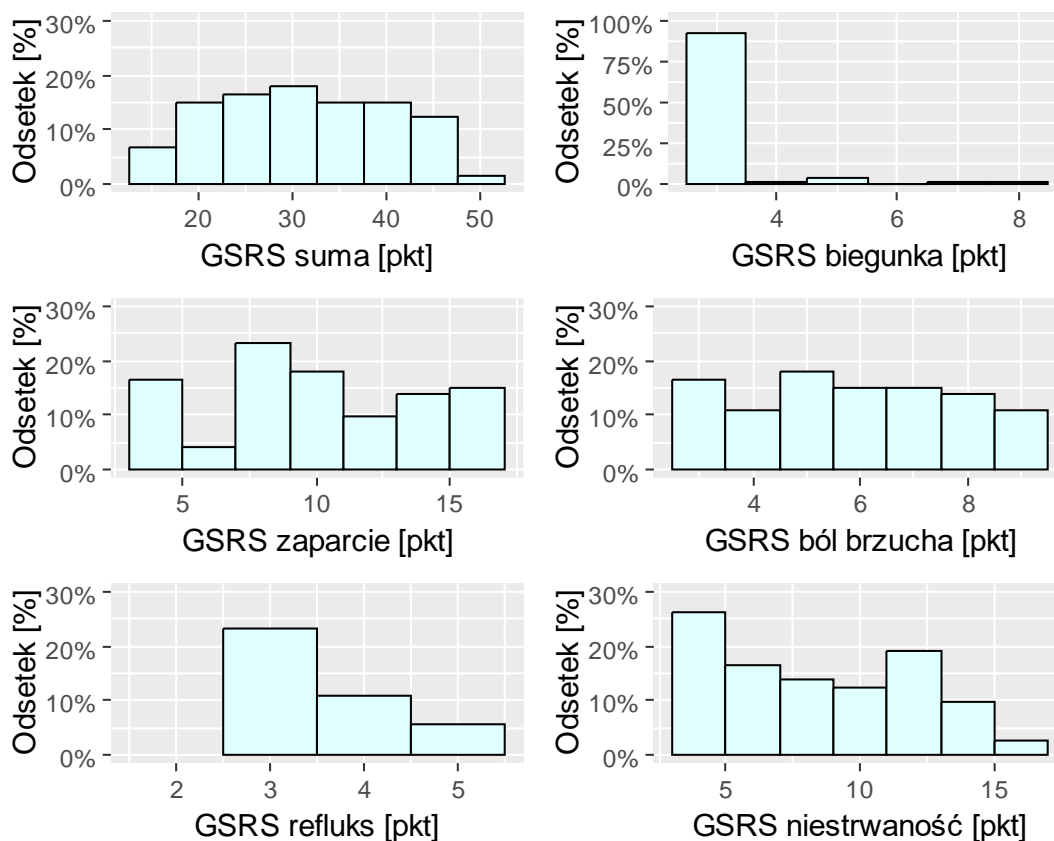 Odsetek [%]
30%
20%
10%
0%
20 30 40 50
GSRS suma [pkt]
Odsetek [%]
100%
75%
50%
25%
0%
4 6 8
GSRS biegunka [pkt]
Odsetek [%]
30%
20%
10%
0%
5 10 15
GSRS zaparcie [pkt]
Odsetek [%]
30%
20%
10%
0%
4 6 8
GSRS ból brzucha [pkt]
Odsetek [%]
30%
20%
10%
0%
2 3 4 5
GSRS refluks [pkt]
Odsetek [%]
30%
20%
10%
0%
5 10 15
GSRS niestrwaność [pkt]